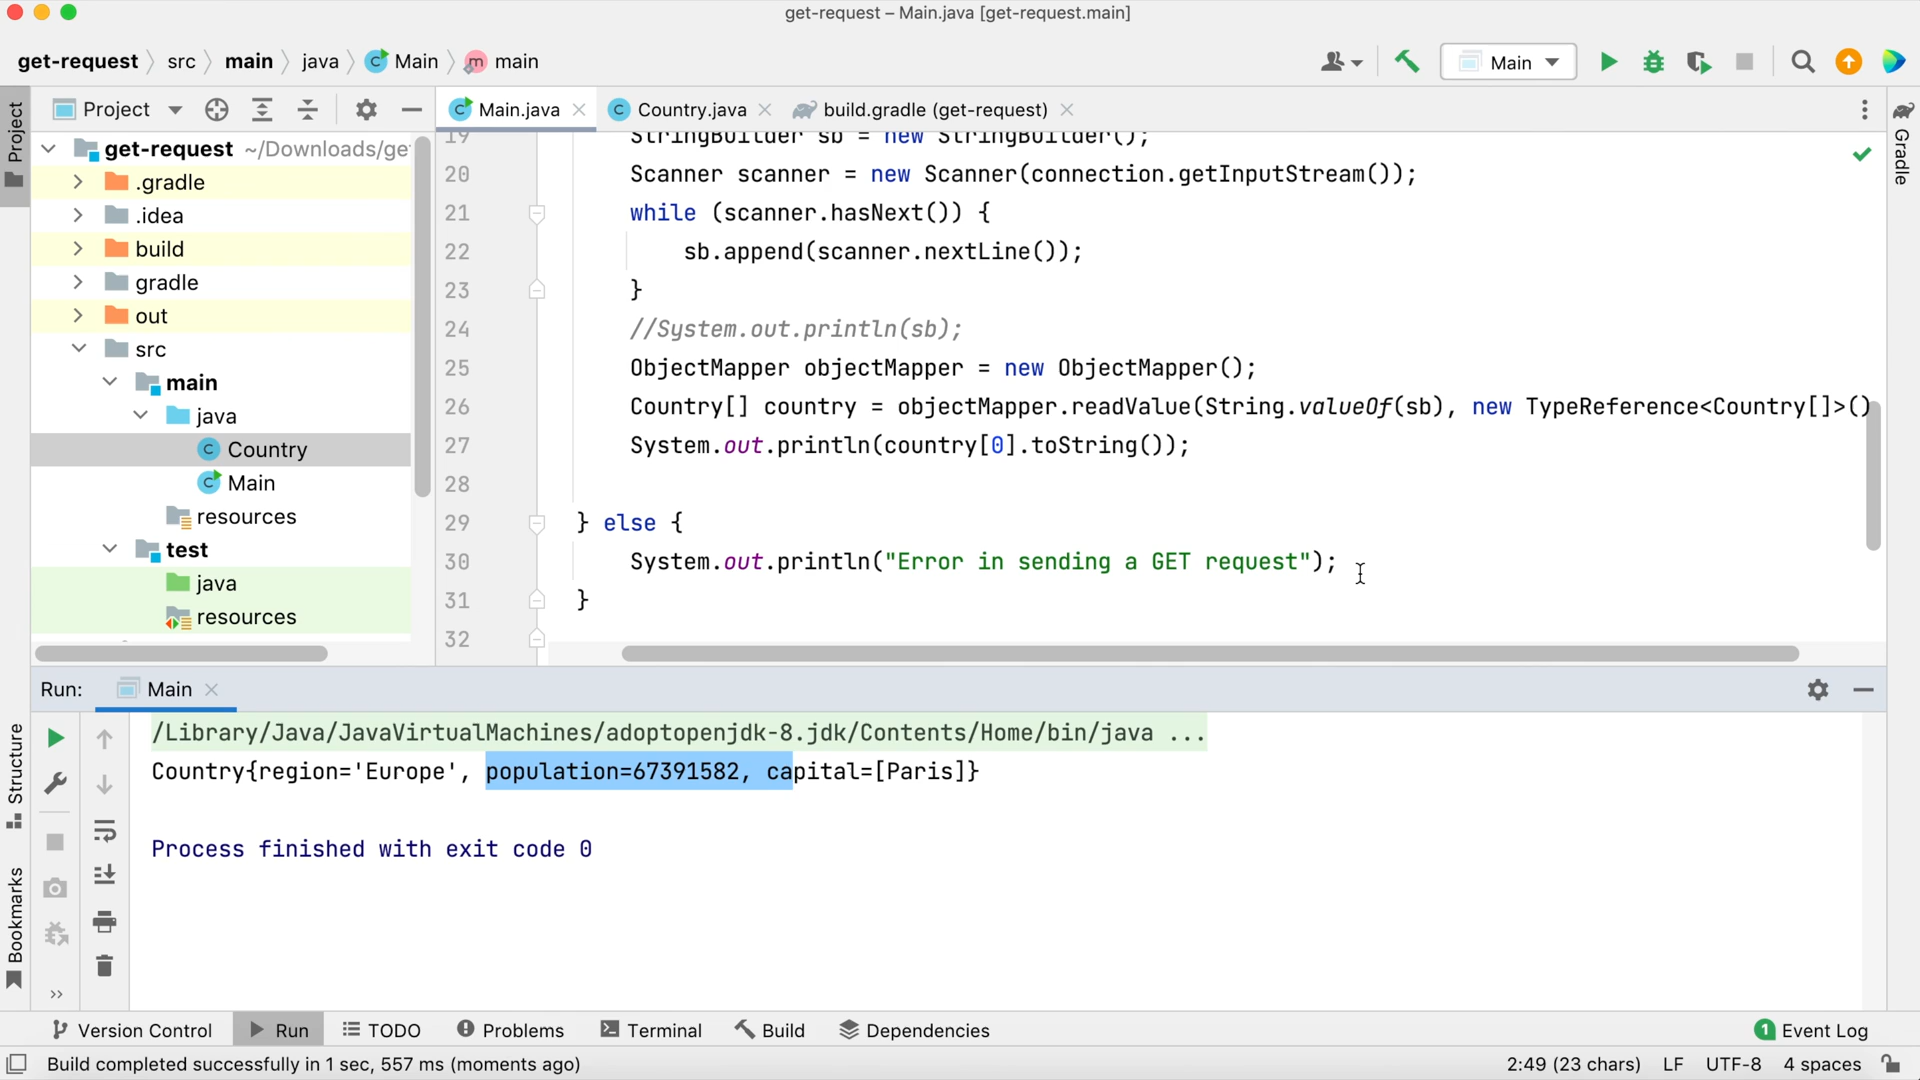 get-request – Main.java [get-request.main]
get-request src main java Main main
Main
Project
Main.java Country.java build.gradle (get-request)
Project
Gradle
get-request ~/Downloads/ge
.gradle
.idea
build
gradle
out
src
main
java
Country
Main
resources
test
java
resources
19 StringBuilder sb = new StringBuilder();
20 Scanner scanner = new Scanner(connection.getInputStream());
21 while (scanner.hasNext()) {
22 sb.append(scanner.nextLine());
23 }
24 //System.out.println(sb);
25 ObjectMapper objectMapper = new ObjectMapper();
26 Country[] country = objectMapper.readValue(String.valueOf(sb), new TypeReference<Country[]>()
27 System.out.println(country[0].toString());
28
29 } else {
30 System.out.println("Error in sending a GET request");
31 }
32
Run: Main
/Library/Java/JavaVirtualMachines/adoptopenjdk-8.jdk/Contents/Home/bin/java ...
Country{region='Europe', population=67391582, capital=[Paris]}
Process finished with exit code 0
Structure
Bookmarks
Version Control Run TODO Problems Terminal Build Dependencies 1 Event Log
Build completed successfully in 1 sec, 557 ms (moments ago) 2:49 (23 chars) LF UTF-8 4 spaces